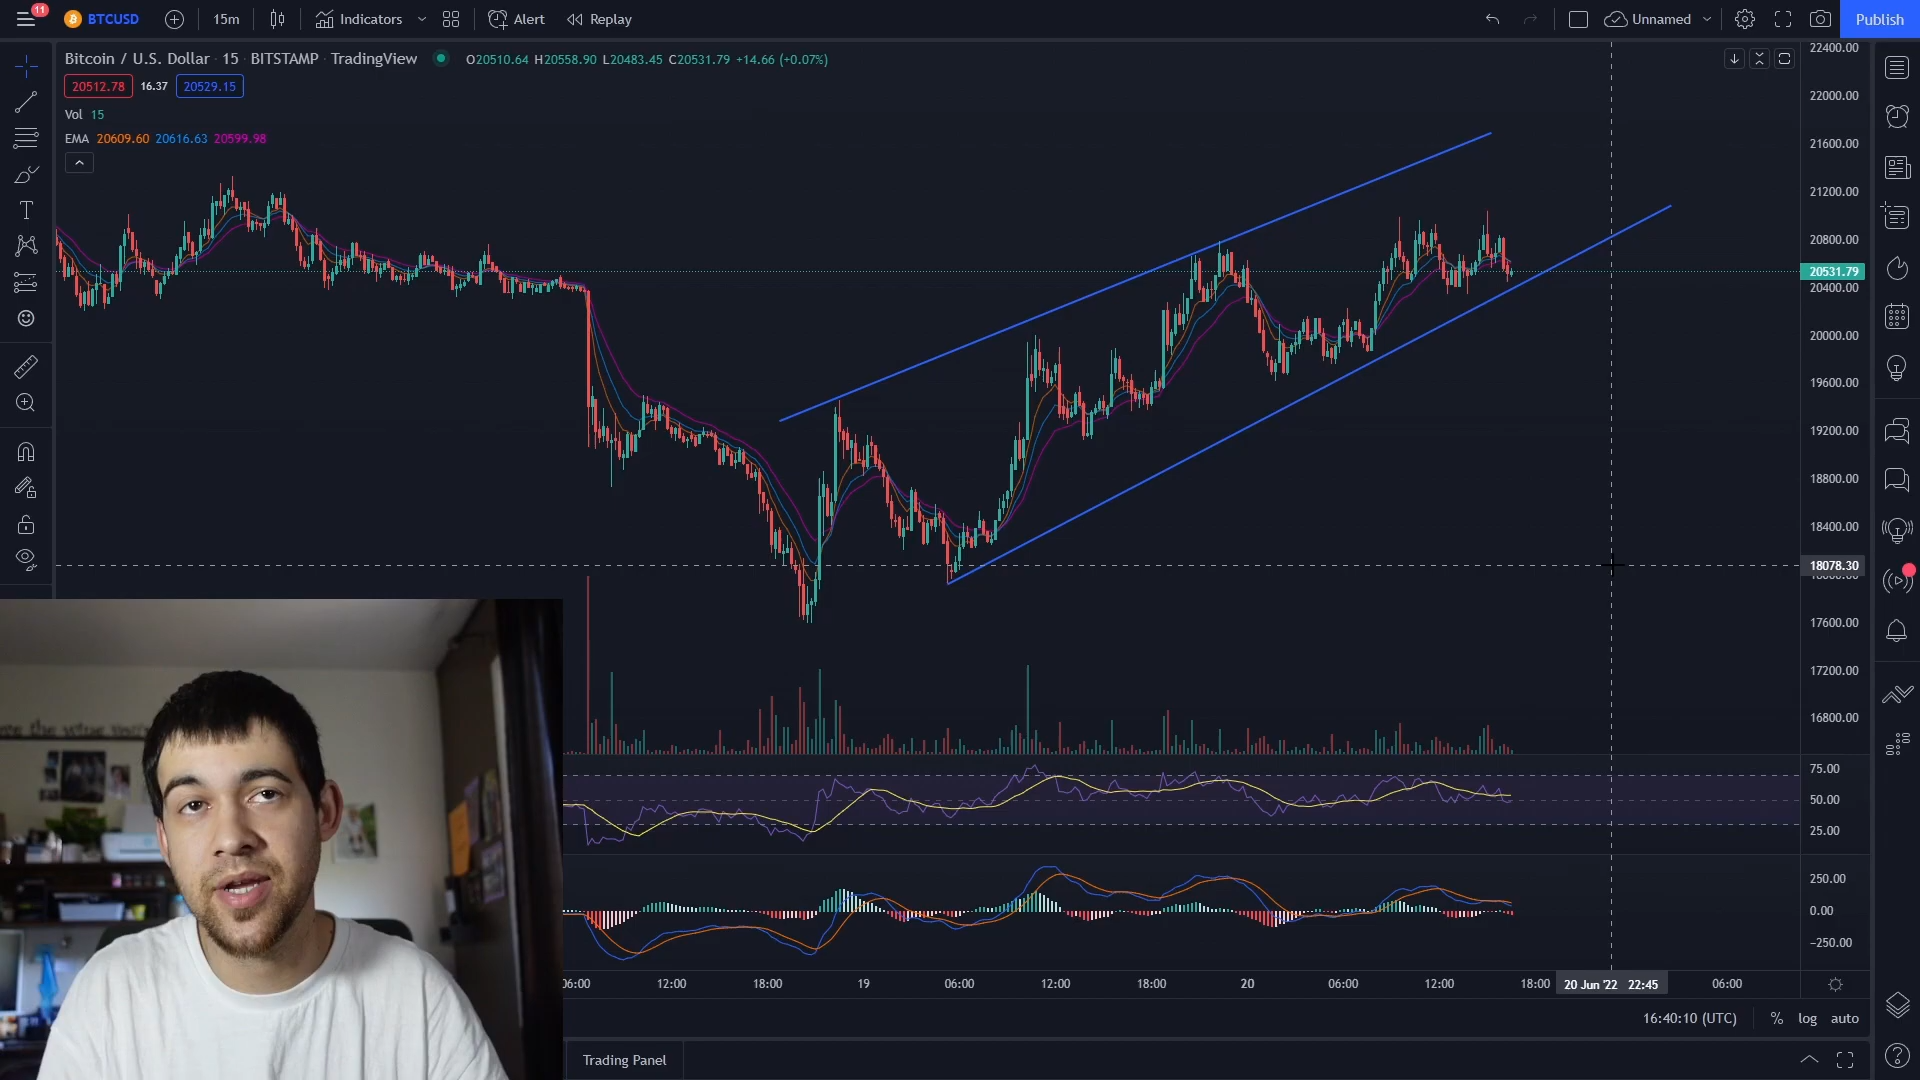 11
BTCUSD
15m
Indicators
Alert
Replay
Unnamed
Publish
Bitcoin / U.S. Dollar · 15 · BITSTAMP · TradingView
O20510.64 H20558.90 L20483.45 C20531.79 +14.66 (+0.07%)
20512.78 16.37 20529.15
Vol 15
EMA 20609.60 20616.63 20599.98
22400.00
22000.00
21600.00
21200.00
20800.00
20531.79
20400.00
20000.00
19600.00
19200.00
18800.00
18400.00
18078.30
18000.00
17600.00
17200.00
16800.00
75.00
50.00
25.00
250.00
0.00
−250.00
06:00 12:00 18:00 19 06:00 12:00 18:00 20 06:00 12:00 18:00 20 Jun '22 22:45 06:00
16:40:10 (UTC) % log auto
Trading Panel